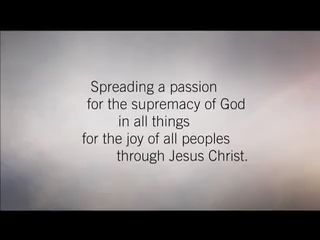 Spreading a passion
for the supremacy of God
in all things
for the joy of all peoples
through Jesus Christ.